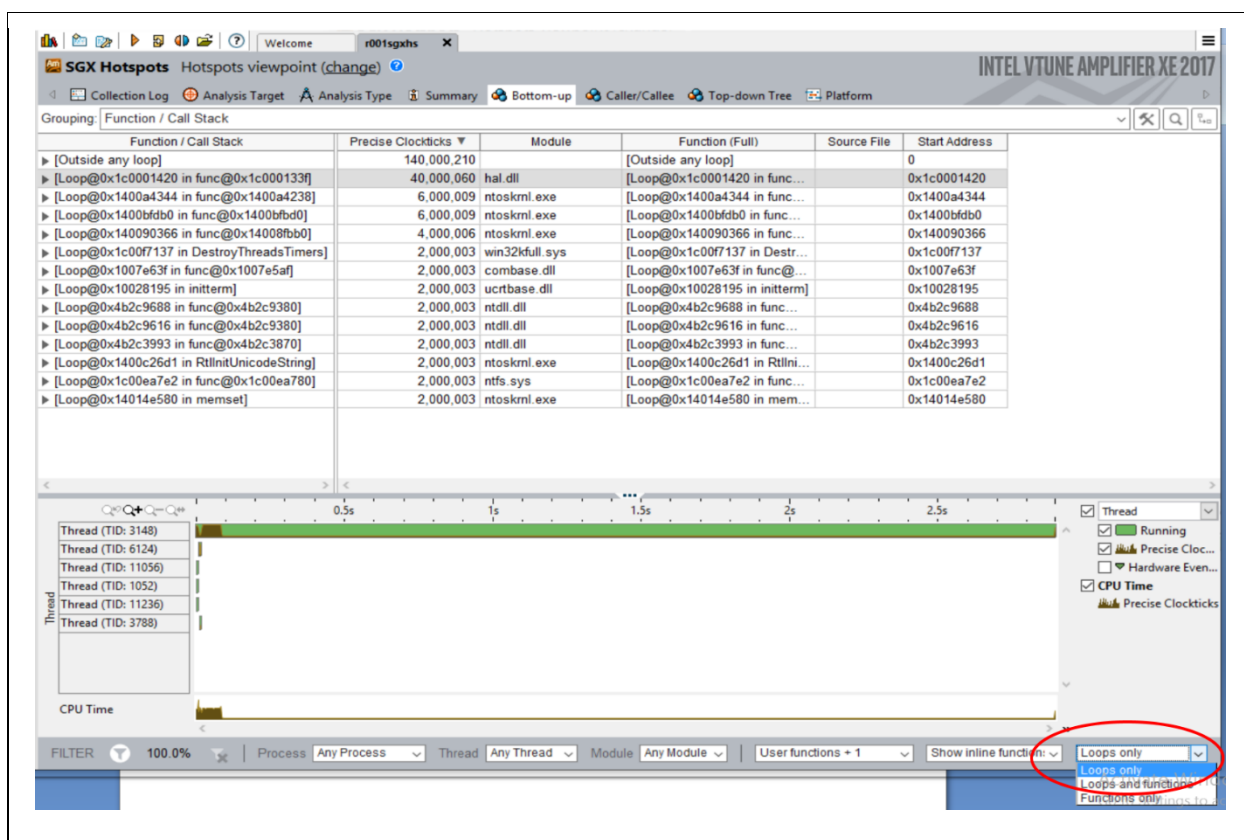 Welcome r001sgxhs
SGX Hotspots Hotspots viewpoint (change) INTEL VTUNE AMPLIFIER XE 2017
Collection Log Analysis Target Analysis Type Summary Bottom-up Caller/Callee Top-down Tree Platform
Grouping: Function / Call Stack
Function / Call Stack Precise Clockticks Module Function (Full) Source File Start Address
[Outside any loop] 140,000,210 [Outside any loop] 0
[Loop@0x1c0001420 in func@0x1c000133f] 40,000,060 hal.dll [Loop@0x1c0001420 in func... 0x1c0001420
[Loop@0x1400a4344 in func@0x1400a4238] 6,000,009 ntoskrnl.exe [Loop@0x1400a4344 in func... 0x1400a4344
[Loop@0x1400bfdb0 in func@0x1400bfbd0] 6,000,009 ntoskrnl.exe [Loop@0x1400bfdb0 in func... 0x1400bfdb0
[Loop@0x140090366 in func@0x14008fbb0] 4,000,006 ntoskrnl.exe [Loop@0x140090366 in func... 0x140090366
[Loop@0x1c00f7137 in DestroyThreadsTimers] 2,000,003 win32kfull.sys [Loop@0x1c00f7137 in Destr... 0x1c00f7137
[Loop@0x1007e63f in func@0x1007e5af] 2,000,003 combase.dll [Loop@0x1007e63f in func@... 0x1007e63f
[Loop@0x10028195 in initterm] 2,000,003 ucrtbase.dll [Loop@0x10028195 in initterm] 0x10028195
[Loop@0x4b2c9688 in func@0x4b2c9380] 2,000,003 ntdll.dll [Loop@0x4b2c9688 in func... 0x4b2c9688
[Loop@0x4b2c9616 in func@0x4b2c9380] 2,000,003 ntdll.dll [Loop@0x4b2c9616 in func... 0x4b2c9616
[Loop@0x4b2c3993 in func@0x4b2c3870] 2,000,003 ntdll.dll [Loop@0x4b2c3993 in func... 0x4b2c3993
[Loop@0x1400c26d1 in RtlInitUnicodeString] 2,000,003 ntoskrnl.exe [Loop@0x1400c26d1 in RtlIni... 0x1400c26d1
[Loop@0x1c00ea7e2 in func@0x1c00ea780] 2,000,003 ntfs.sys [Loop@0x1c00ea7e2 in func... 0x1c00ea7e2
[Loop@0x14014e580 in memset] 2,000,003 ntoskrnl.exe [Loop@0x14014e580 in mem... 0x14014e580
0.5s 1s 1.5s 2s 2.5s Thread
Thread (TID: 3148) Running
Thread (TID: 6124) Precise Cloc...
Thread (TID: 11056) Hardware Even...
Thread (TID: 1052) CPU Time
Thread (TID: 11236) Precise Clockticks
Thread (TID: 3788)
Thread
CPU Time
FILTER 100.0% Process Any Process Thread Any Thread Module Any Module User functions + 1 Show inline function: Loops only
Loops only
Loops and functions
Functions only